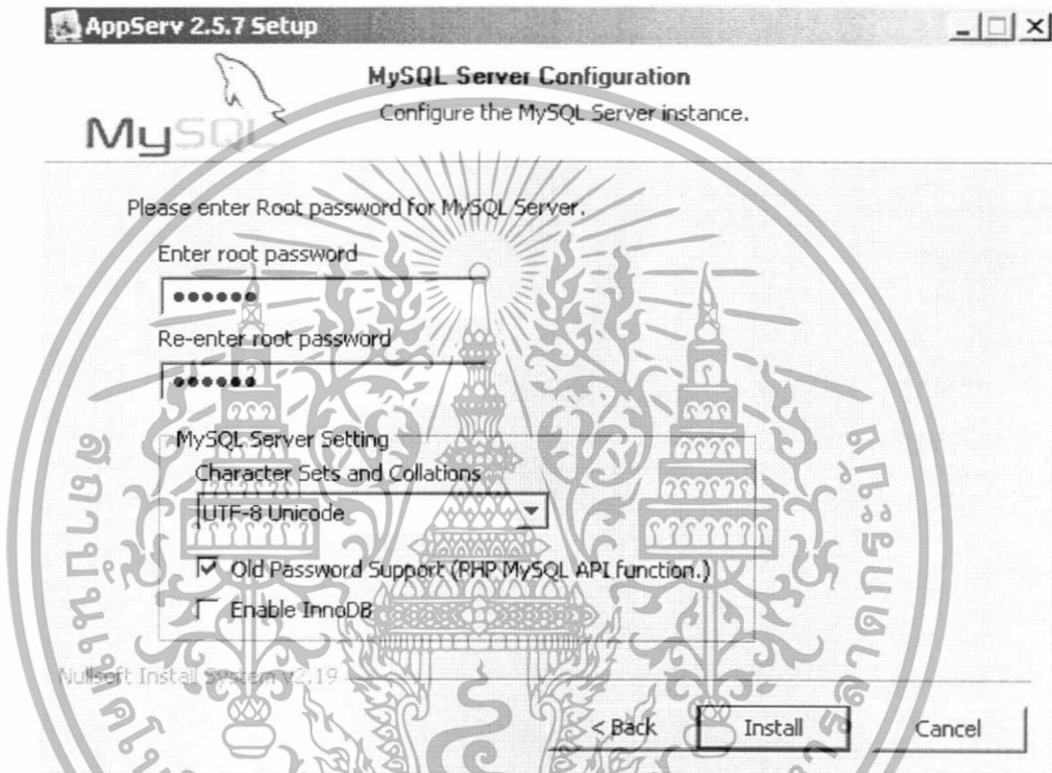 AppServ 2.5.7 Setup
MySQL Server Configuration
Configure the MySQL Server instance.
MySQL
Please enter Root password for MySQL Server.
Enter root password
Re-enter root password
MySQL Server Setting
Character Sets and Collations
UTF-8 Unicode
Old Password Support (PHP MySQL API function.)
Enable InnoDB
Nullsoft Install System v2.19
< Back
Install
Cancel